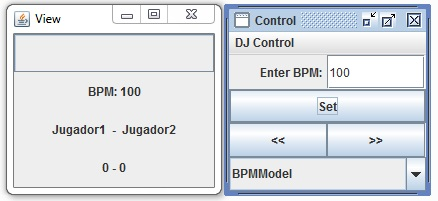 View
BPM: 100
Jugador1 - Jugador2
0 - 0
Control
DJ Control
Enter BPM: 100
Set
<< >>
BPMModel